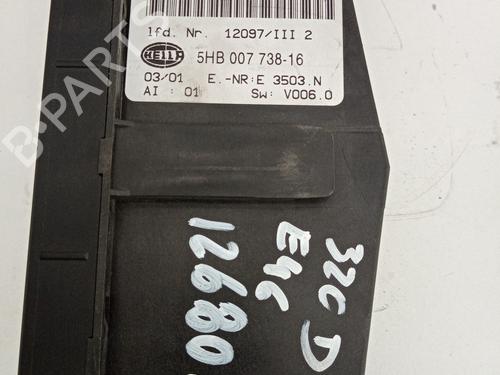 lfd. Nr. 12097/III 2
HELLA 5HB 007 738-16
03/01 E.-NR:E 3503.N
AI : 01 Sw: V006.0
320 D
E46
12680
B-PARTS